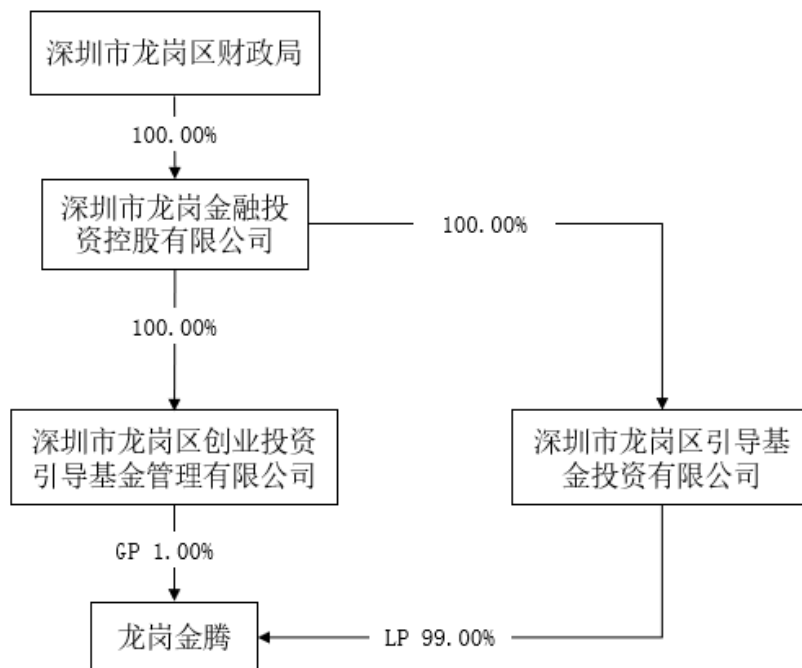 深圳市龙岗区财政局
100.00%
深圳市龙岗金融投
资控股有限公司
100.00%
100.00%
深圳市龙岗区创业投资
引导基金管理有限公司
深圳市龙岗区引导基
金投资有限公司
GP 1.00%
龙岗金腾
LP 99.00%